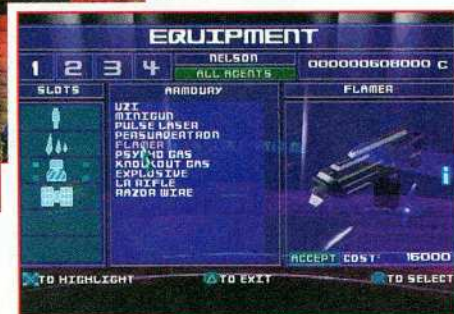 EQUIPMENT
1 2 3 4
NELSON
ALL AGENTS
000000608000 C
SLOTS
ARMOURY
FLAMER
UZI
MINIGUN
PULSE LASER
PERSUADERTRON
FLAMER
PSYCHO GAS
KNOCKOUT GAS
EXPLOSIVE
LR RIFLE
RAZOR WIRE
i
ACCEPT COST: 16000
TO HIGHLIGHT
TO EXIT
TO SELECT